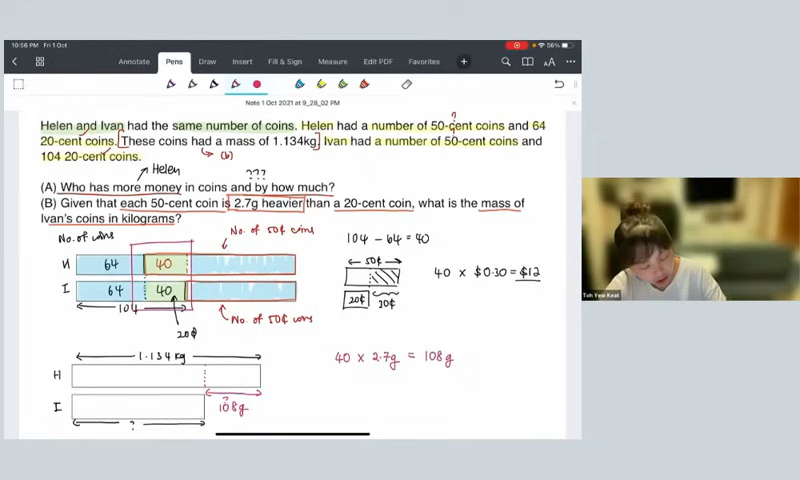 10:56 PM Fri 1 Oct
56%
Annotate Pens Draw Insert Fill & Sign Measure Edit PDF Favorites
AA
Note 1 Oct 2021 at 9_28_02 PM
?
Helen and Ivan had the same number of coins. Helen had a number of 50-cent coins and 64
20-cent coins. These coins had a mass of 1.134kg. Ivan had a number of 50-cent coins and
(b)
104 20-cent coins.
Helen ???
(A) Who has more money in coins and by how much?
(B) Given that each 50-cent coin is 2.7g heavier than a 20-cent coin, what is the mass of
Ivan's coins in kilograms?
No. of coins
No. of 50¢ coins
104 - 64 = 40
H 64 40
50¢
40 x $0.30 = $12
I 64 40
20¢ 30¢
104
No. of 50¢ coins
20¢
1.134 kg
40 x 2.7g = 108g
H
I
?
108g
?
Toh Yew Keat